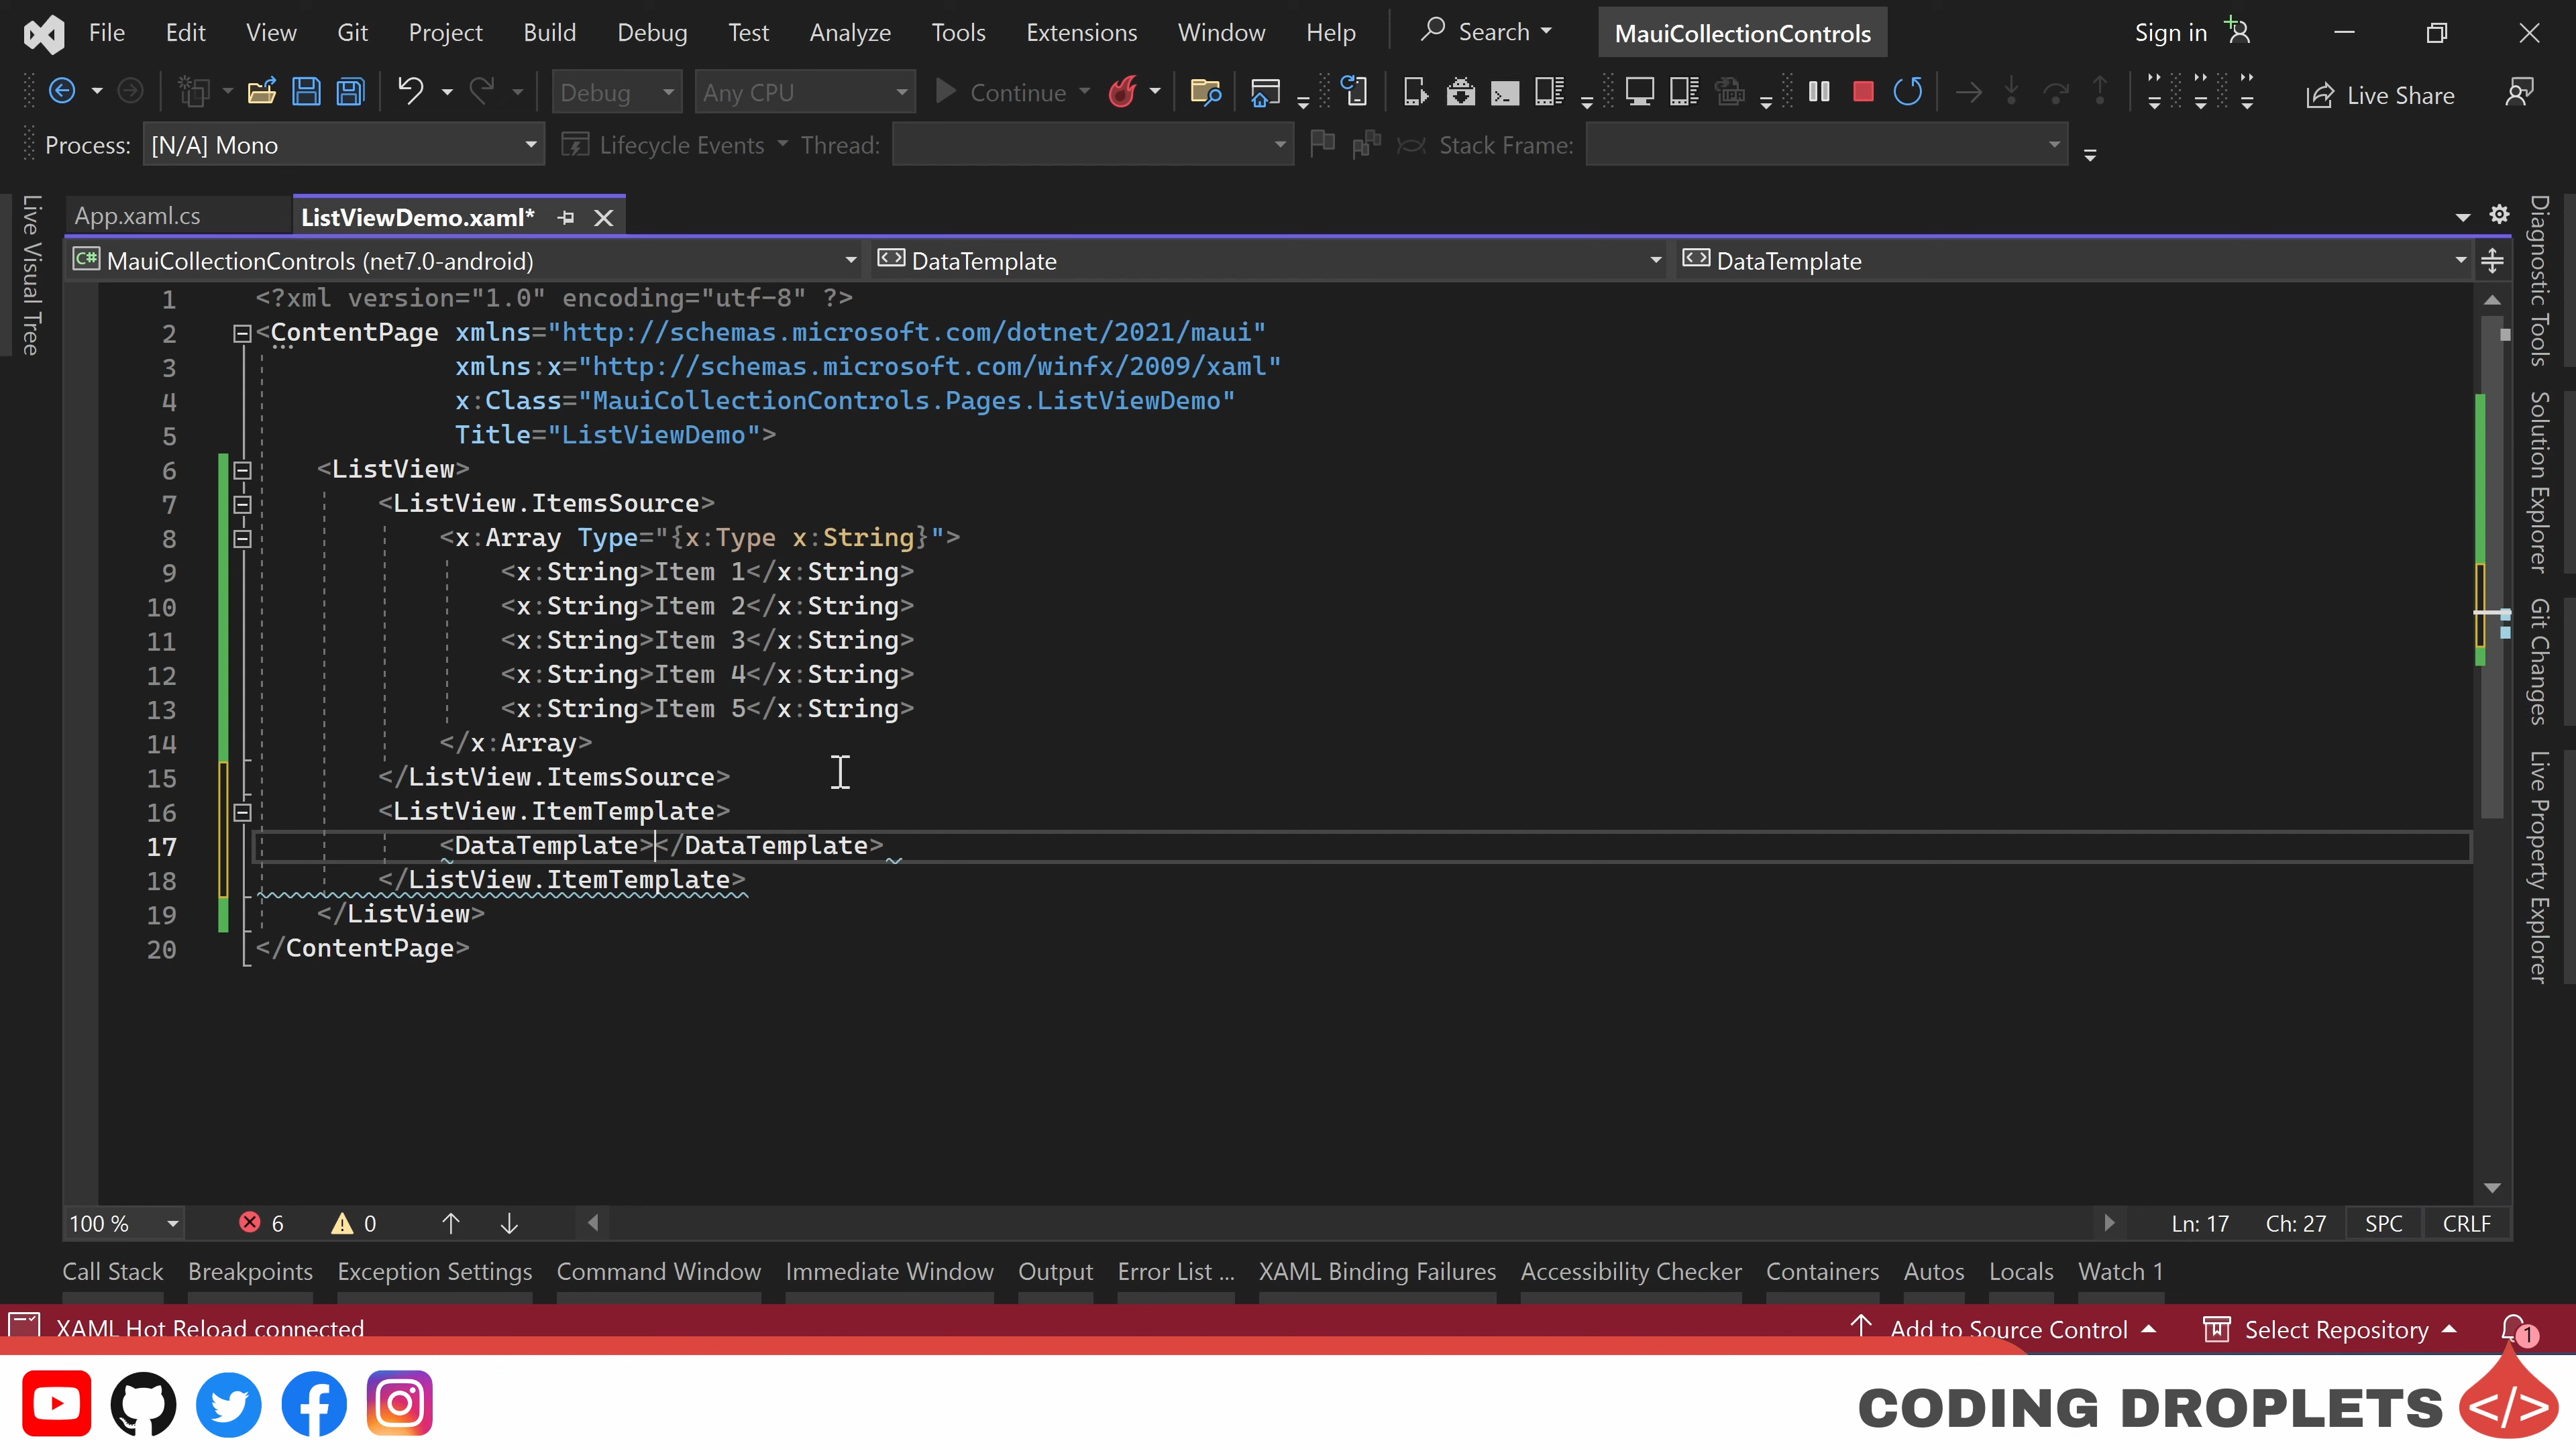 File Edit View Git Project Build Debug Test Analyze Tools Extensions Window Help Search MauiCollectionControls Sign in
Debug Any CPU Continue Live Share
Process: [N/A] Mono Lifecycle Events Thread: Stack Frame:
Live Visual Tree
App.xaml.cs ListViewDemo.xaml*
C# MauiCollectionControls (net7.0-android) DataTemplate DataTemplate
1 <?xml version="1.0" encoding="utf-8" ?>
2 <ContentPage xmlns="http://schemas.microsoft.com/dotnet/2021/maui"
3 xmlns:x="http://schemas.microsoft.com/winfx/2009/xaml"
4 x:Class="MauiCollectionControls.Pages.ListViewDemo"
5 Title="ListViewDemo">
6 <ListView>
7 <ListView.ItemsSource>
8 <x:Array Type="{x:Type x:String}">
9 <x:String>Item 1</x:String>
10 <x:String>Item 2</x:String>
11 <x:String>Item 3</x:String>
12 <x:String>Item 4</x:String>
13 <x:String>Item 5</x:String>
14 </x:Array>
15 </ListView.ItemsSource>
16 <ListView.ItemTemplate>
17 <DataTemplate></DataTemplate>
18 </ListView.ItemTemplate>
19 </ListView>
20 </ContentPage>
Diagnostic Tools
Solution Explorer
Git Changes
Live Property Explorer
100 % 6 0 Ln: 17 Ch: 27 SPC CRLF
Call Stack Breakpoints Exception Settings Command Window Immediate Window Output Error List ... XAML Binding Failures Accessibility Checker Containers Autos Locals Watch 1
XAML Hot Reload connected Add to Source Control Select Repository 1
CODING DROPLETS </>